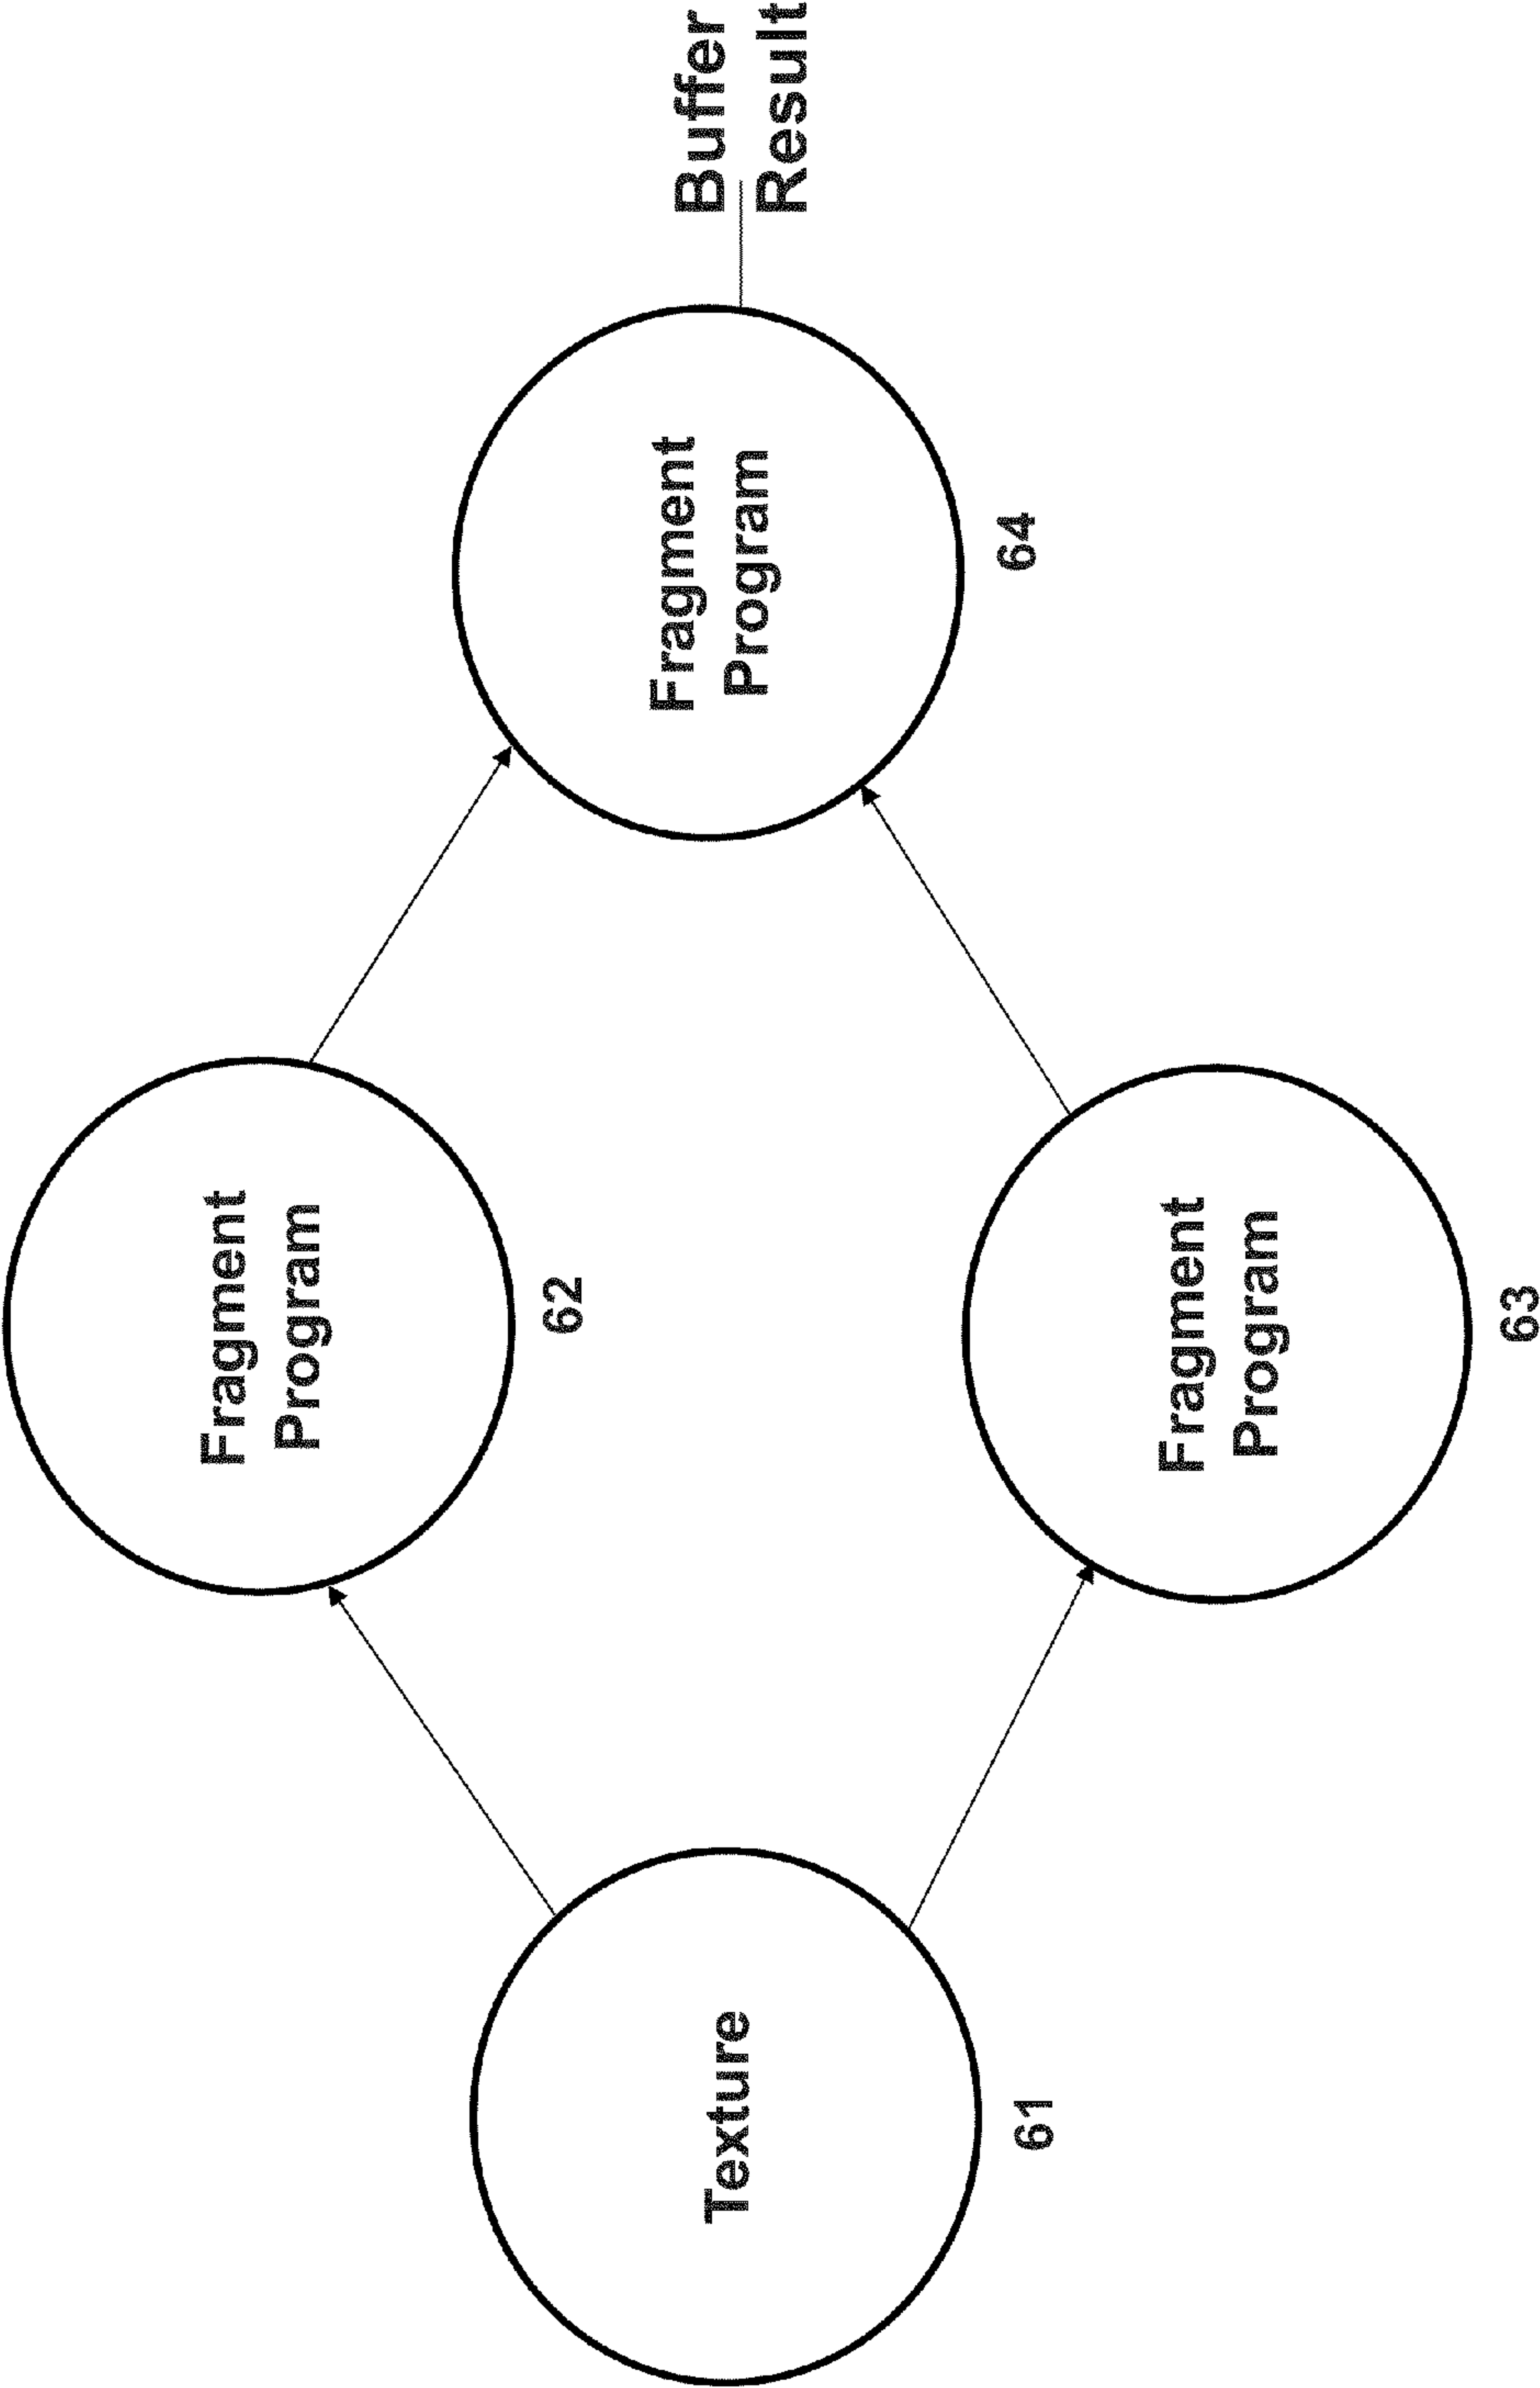 Texture
61
Fragment
Program
62
Fragment
Program
63
Fragment
Program
64
Buffer
Result